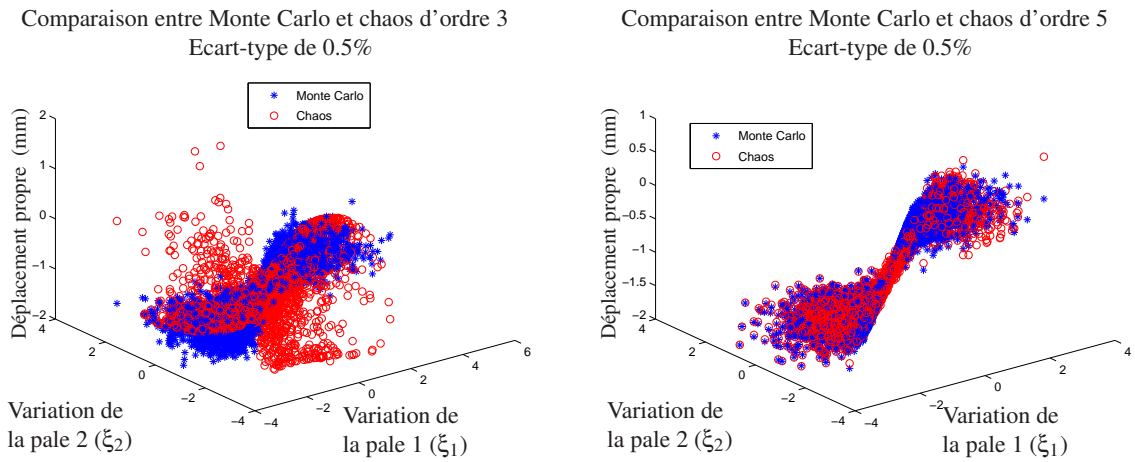 Comparaison entre Monte Carlo et chaos d'ordre 3
Ecart-type de 0.5%
Monte Carlo
Chaos
Déplacement propre (mm)
2
1
0
−1
−2
4
2
0
−2
−4
−4
−2
0
2
4
6
Variation de
la pale 2 (ξ2)
Variation de
la pale 1 (ξ1)
Comparaison entre Monte Carlo et chaos d'ordre 5
Ecart-type de 0.5%
Monte Carlo
Chaos
Déplacement propre (mm)
1
0.5
0
−0.5
−1
−1.5
−2
4
2
0
−2
−4
−4
−2
0
2
4
Variation de
la pale 2 (ξ2)
Variation de
la pale 1 (ξ1)